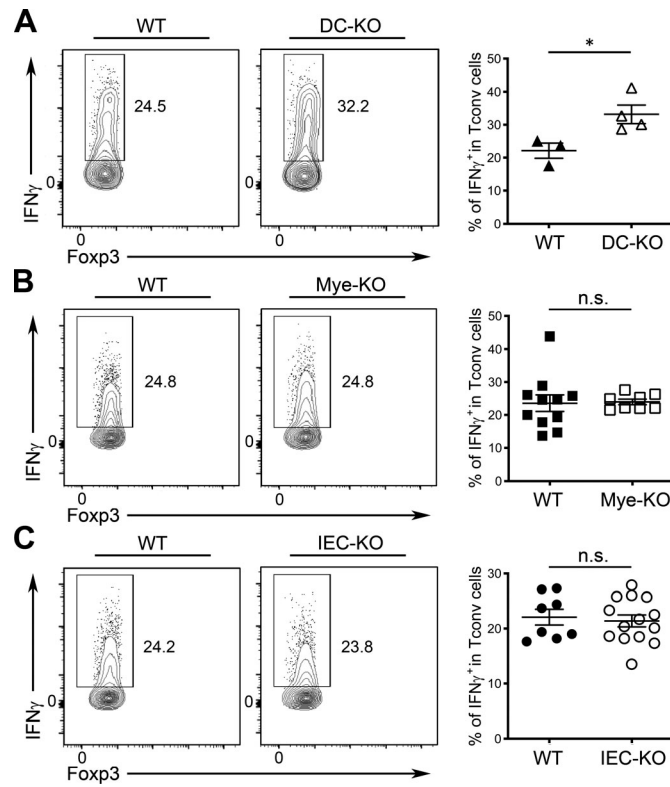 A
WT
DC-KO
24.5
32.2
IFNγ
0
0
0
0
Foxp3
*
% of IFNγ⁺ in Tconv cells
50
40
30
20
10
0
WT
DC-KO
B
WT
Mye-KO
24.8
24.8
IFNγ
0
0
0
0
Foxp3
n.s.
% of IFNγ⁺ in Tconv cells
50
40
30
20
10
0
WT
Mye-KO
C
WT
IEC-KO
24.2
23.8
IFNγ
0
0
0
0
Foxp3
n.s.
% of IFNγ⁺ in Tconv cells
30
20
10
0
WT
IEC-KO